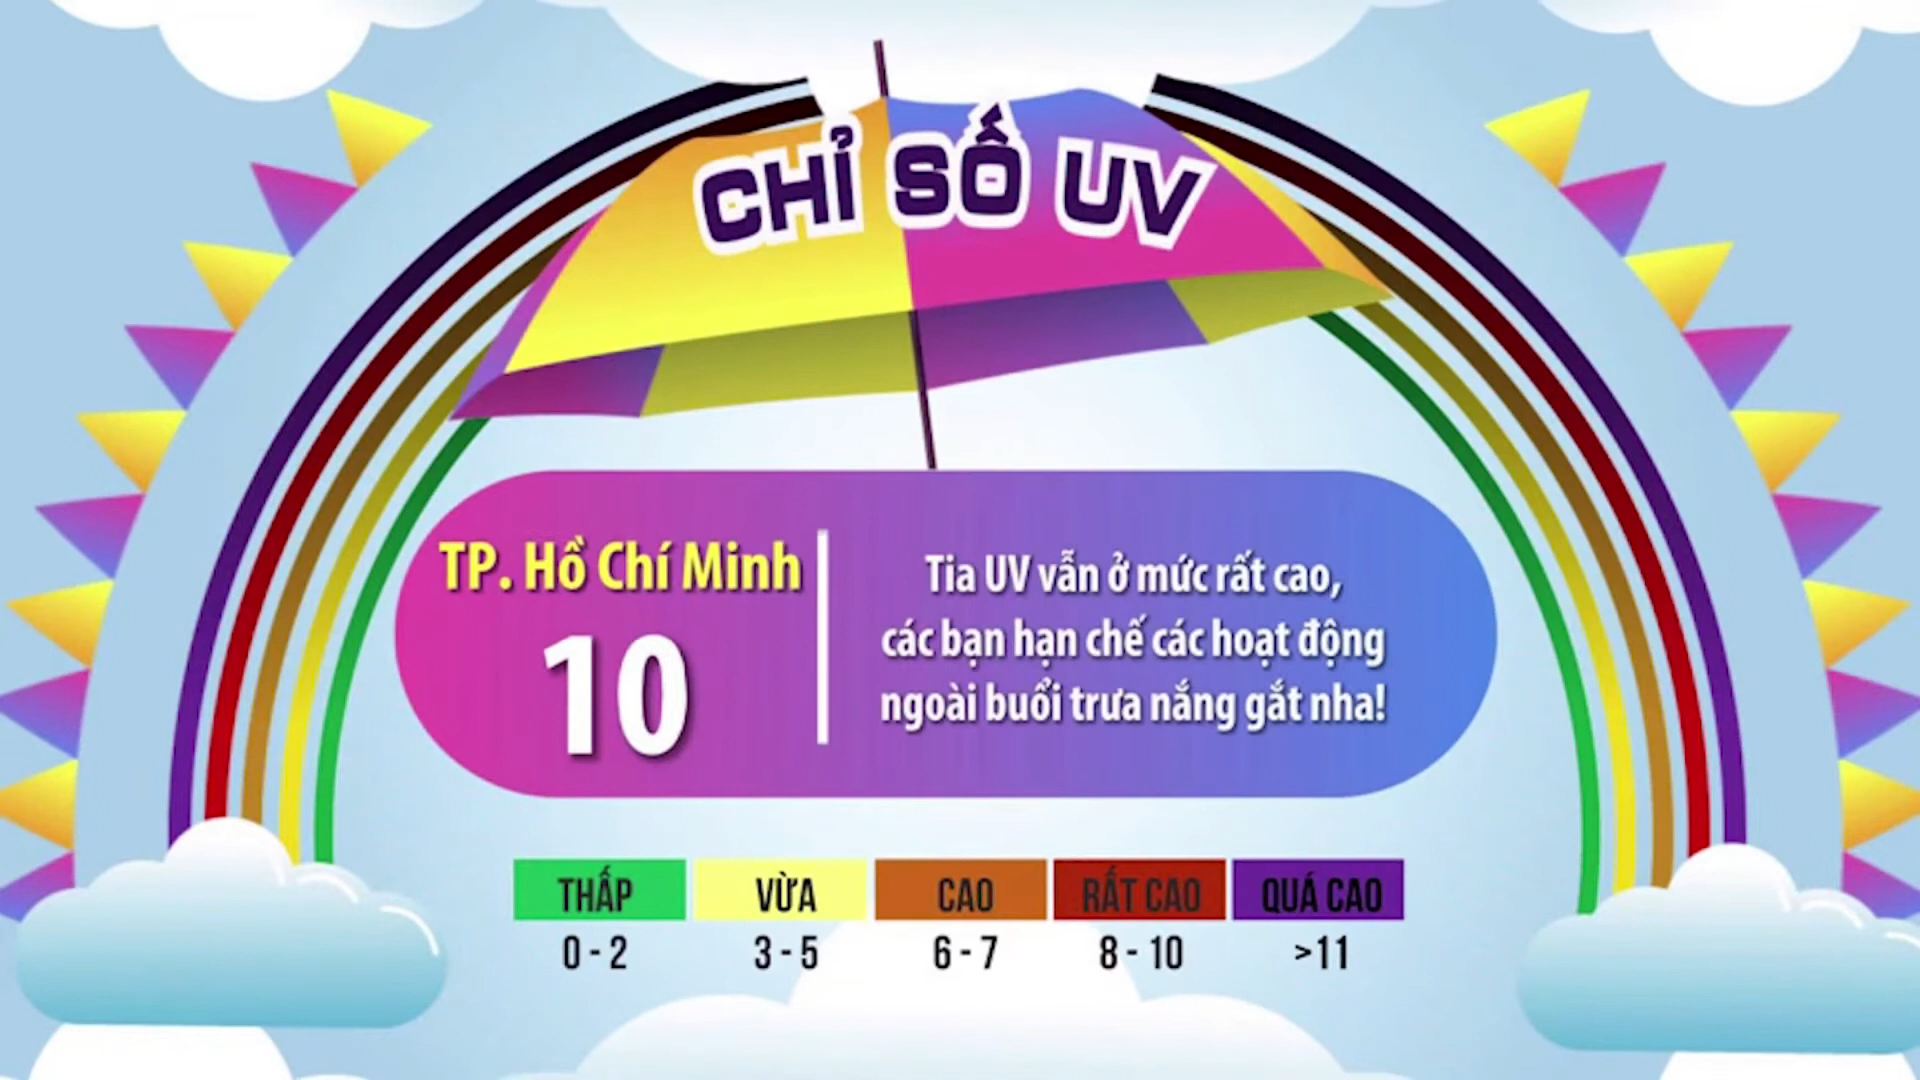 CHỈ SỐ UV
TP. Hồ Chí Minh
10
Tia UV vẫn ở mức rất cao,
các bạn hạn chế các hoạt động
ngoài buổi trưa nắng gắt nha!
THẤP VỪA CAO RẤT CAO QUÁ CAO
0 - 2 3 - 5 6 - 7 8 - 10 >11